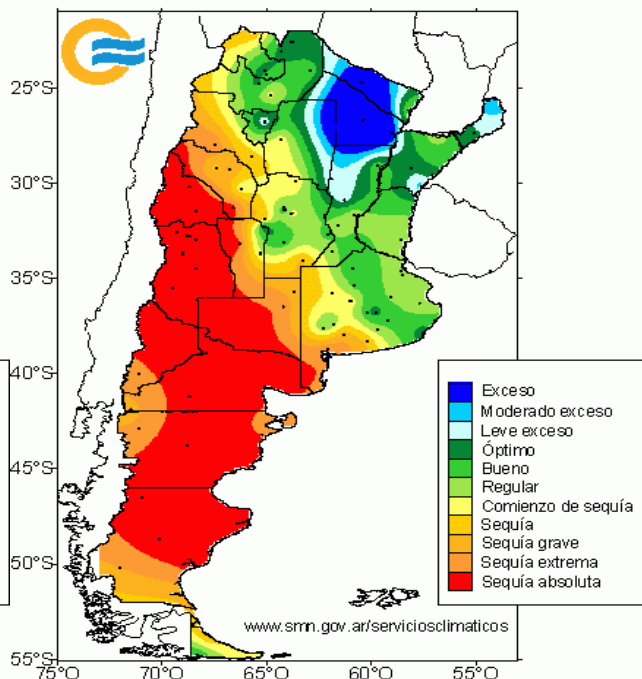 25°S
30°S
35°S
40°S
45°S
50°S
55°S
75°O
70°O
65°O
60°O
55°O
Exceso
Moderado exceso
Leve exceso
Óptimo
Bueno
Regular
Comienzo de sequía
Sequía
Sequía grave
Sequía extrema
Sequía absoluta
www.smn.gov.ar/serviciosclimaticos